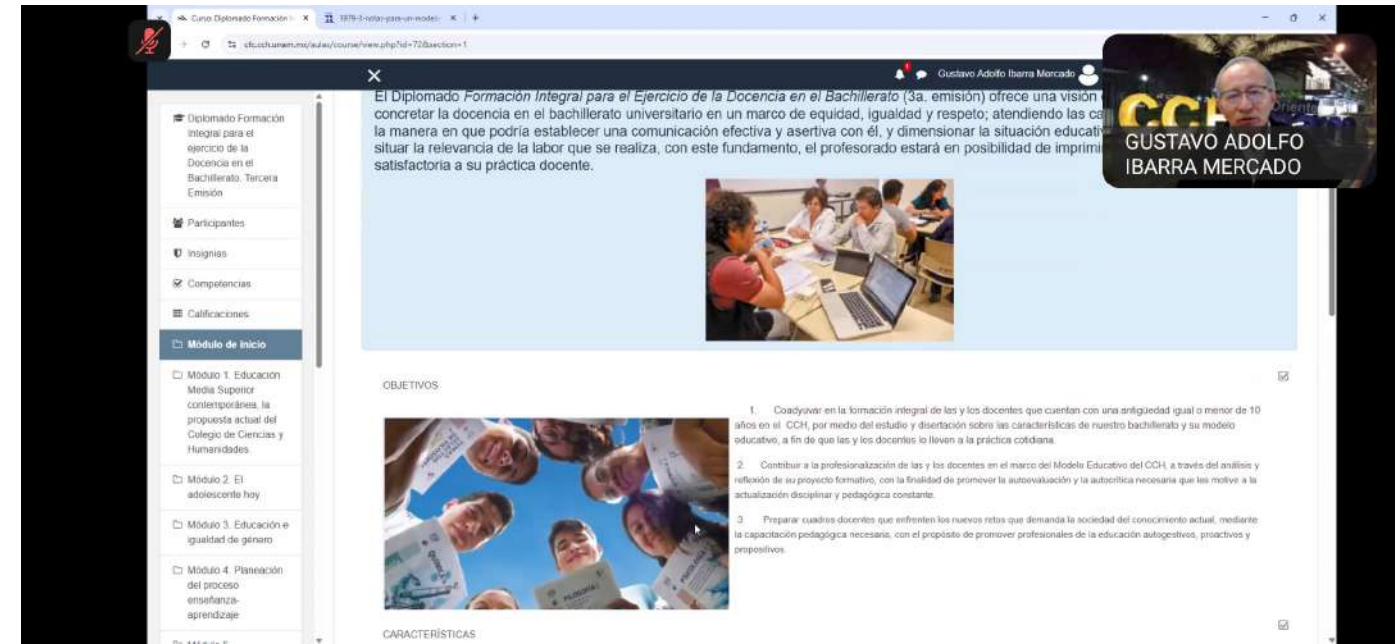 Curso: Diplomado Formación I
1979-3-notas-para-un-model
cfc.cch.unam.mx/aulas/course/view.php?id=72&section=1
Gustavo Adolfo Ibarra Mercado
GUSTAVO ADOLFO
IBARRA MERCADO
CCH
Oriente
Diplomado Formación
Integral para el
ejercicio de la
Docencia en el
Bachillerato. Tercera
Emisión
Participantes
Insignias
Competencias
Calificaciones
Módulo de inicio
Módulo 1. Educación
Media Superior
contemporánea, la
propuesta actual del
Colegio de Ciencias y
Humanidades
Módulo 2. El
adolescente hoy
Módulo 3. Educación e
igualdad de género
Módulo 4. Planeación
del proceso
enseñanza-
aprendizaje
El Diplomado Formación Integral para el Ejercicio de la Docencia en el Bachillerato (3a. emisión) ofrece una visión
concretar la docencia en el bachillerato universitario en un marco de equidad, igualdad y respeto; atendiendo las ca
la manera en que podría establecer una comunicación efectiva y asertiva con él, y dimensionar la situación educativ
situar la relevancia de la labor que se realiza, con este fundamento, el profesorado estará en posibilidad de imprimi
satisfactoria a su práctica docente.
OBJETIVOS
1. Coadyuvar en la formación integral de las y los docentes que cuentan con una antigüedad igual o menor de 10
años en el CCH, por medio del estudio y disertación sobre las características de nuestro bachillerato y su modelo
educativo, a fin de que las y los docentes lo lleven a la práctica cotidiana.
2. Contribuir a la profesionalización de las y los docentes en el marco del Modelo Educativo del CCH, a través del análisis y
reflexión de su proyecto formativo, con la finalidad de promover la autoevaluación y la autocrítica necesaria que les motive a la
actualización disciplinar y pedagógica constante.
3 Preparar cuadros docentes que enfrenten los nuevos retos que demanda la sociedad del conocimiento actual, mediante
la capacitación pedagógica necesaria, con el propósito de promover profesionales de la educación autogestivos, proactivos y
propositivos.
FILOSOFÍA
CARACTERÍSTICAS